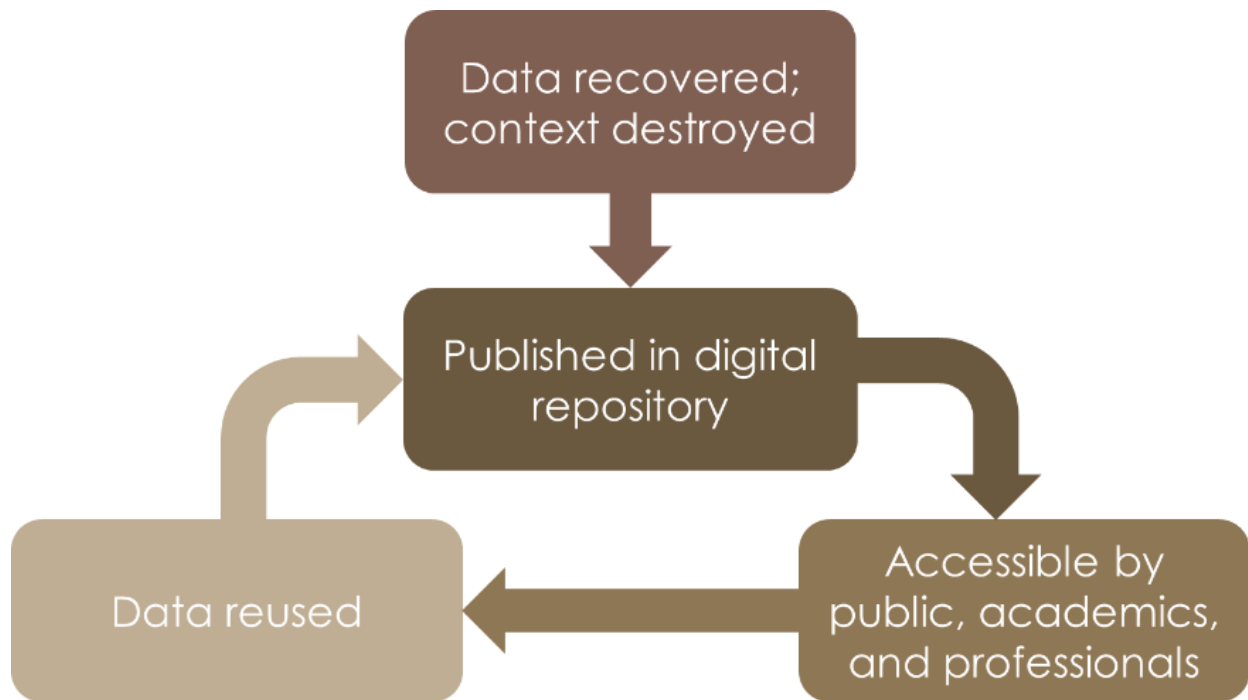 Data recovered;
context destroyed
Published in digital
repository
Accessible by
public, academics,
and professionals
Data reused